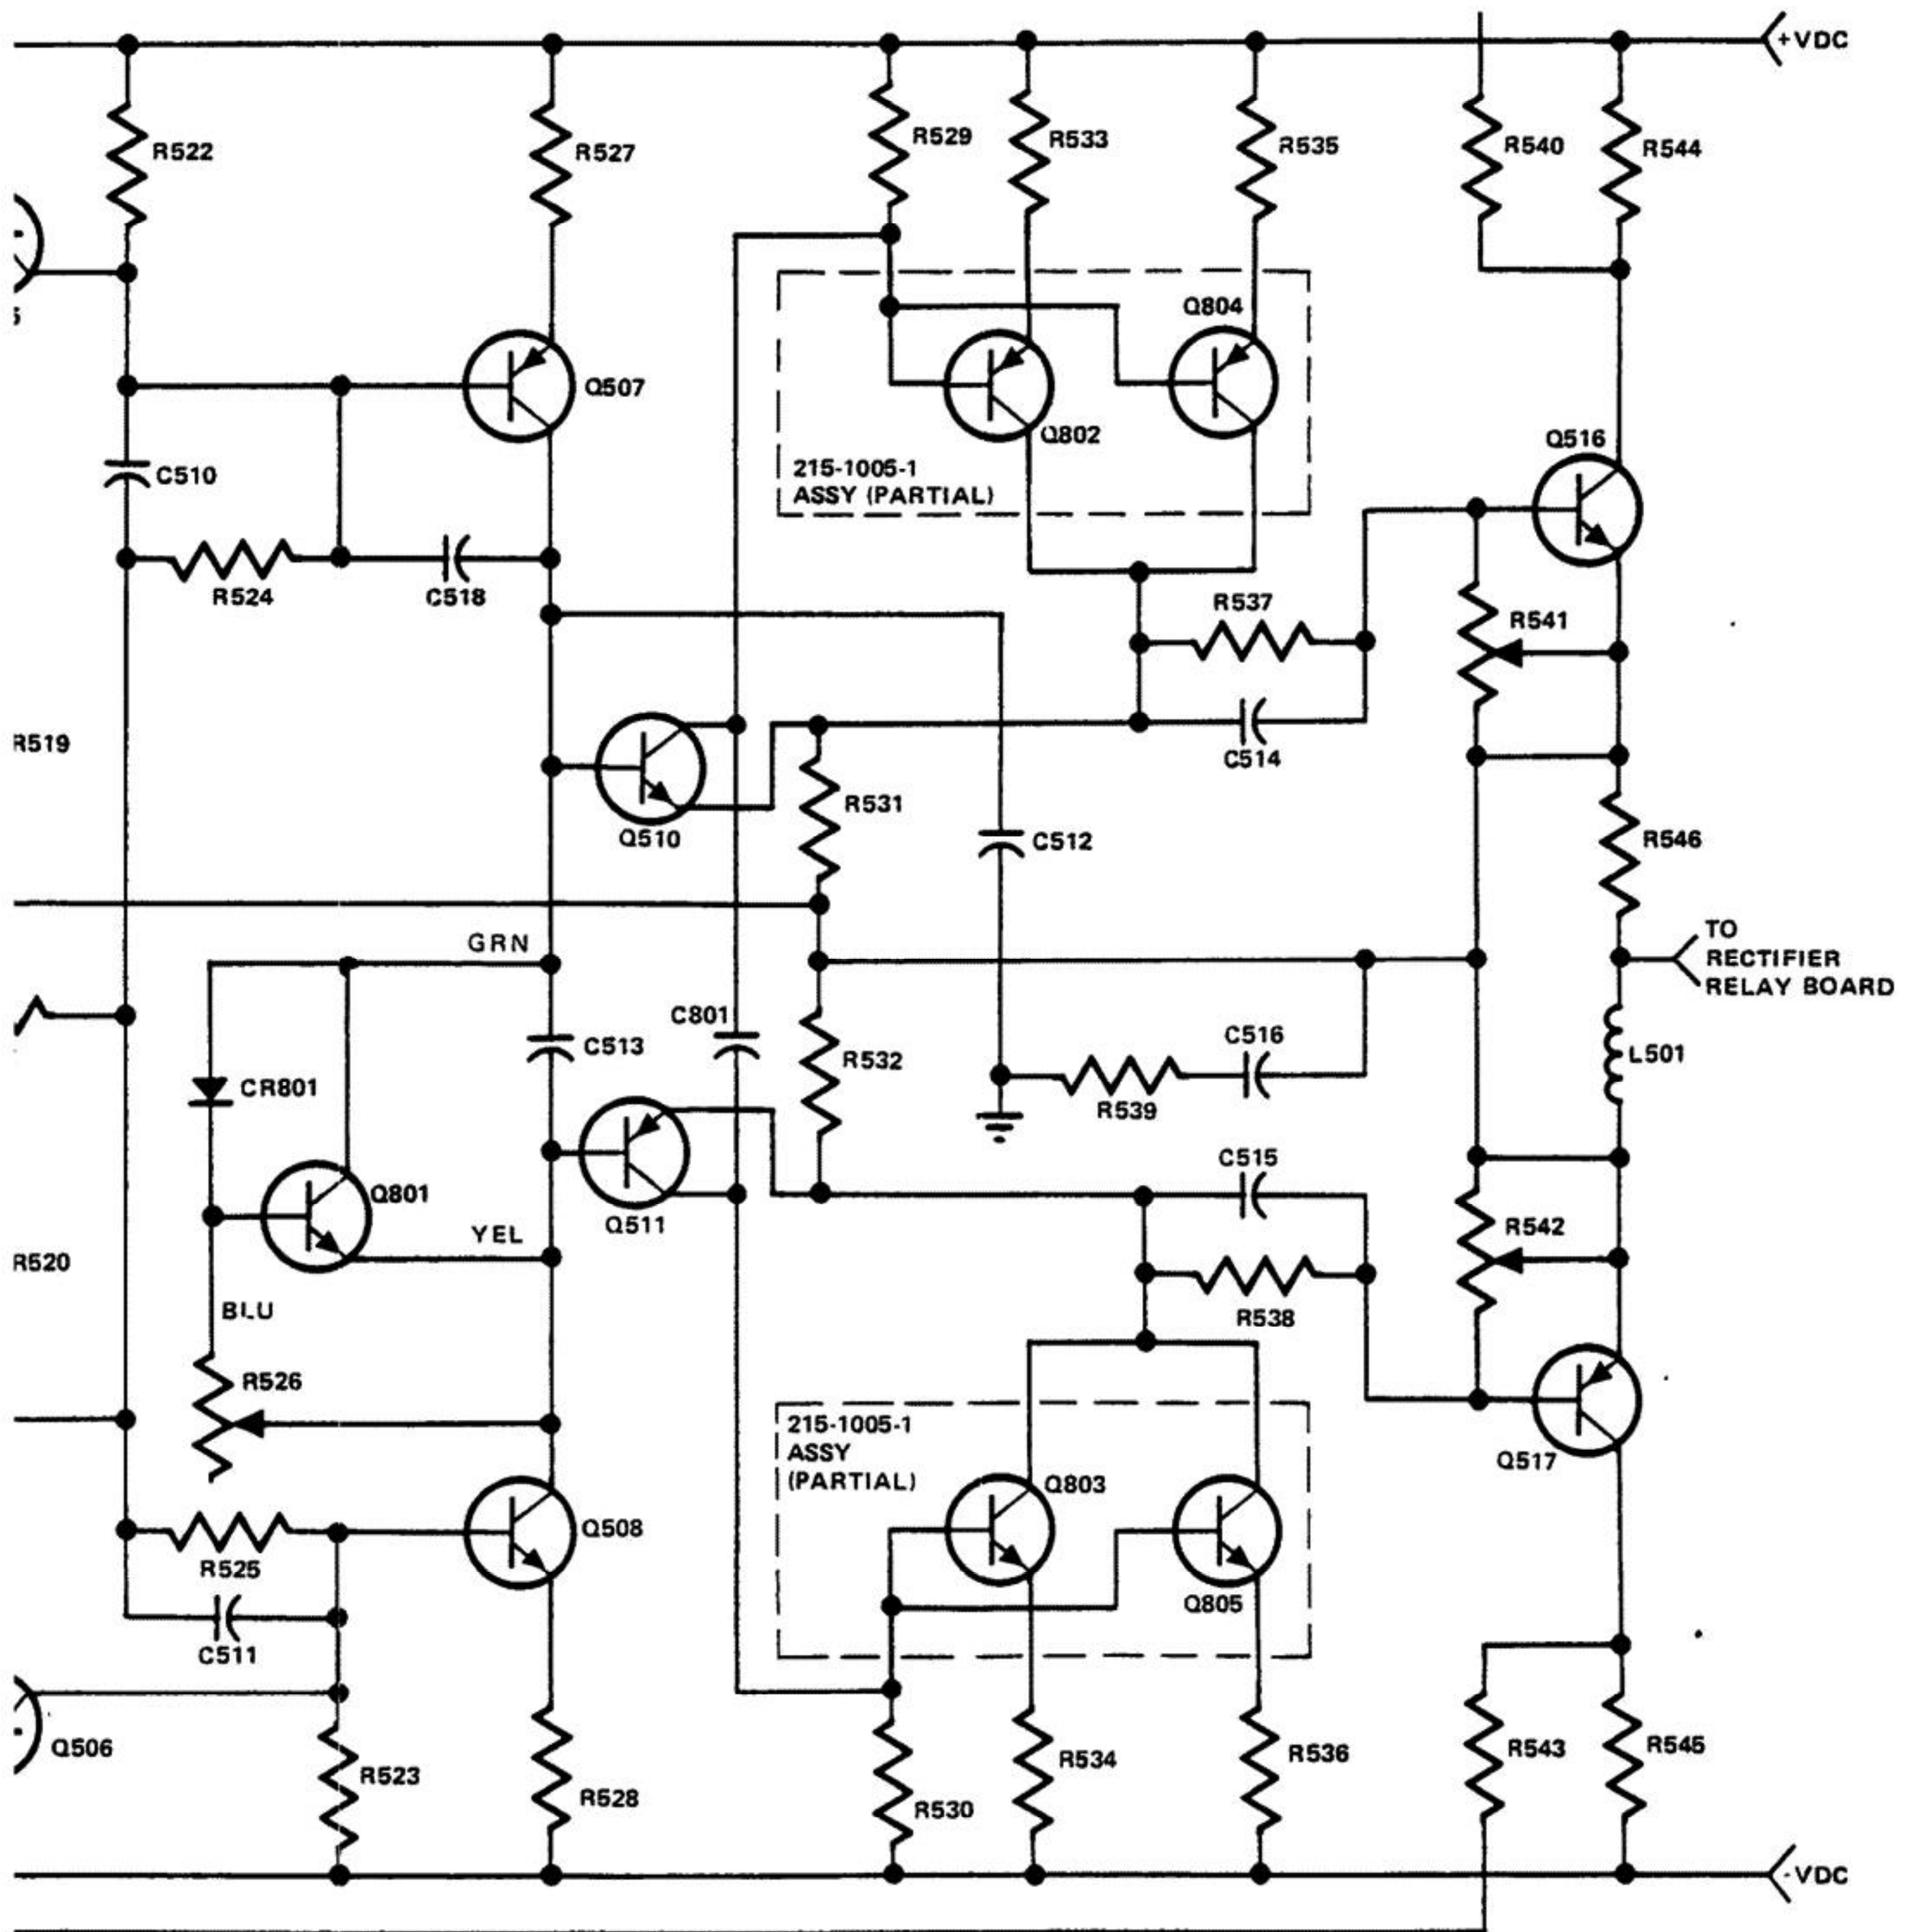 +VDC
R522
R527
R529
R533
R535
R540
R544
Q804
Q507
Q802
Q516
C510
215-1005-1
ASSY (PARTIAL)
R524
C518
R537
R541
R519
C514
R531
Q510
C512
R546
GRN
TO
RECTIFIER
RELAY BOARD
C801
C513
R532
C516
L501
CR801
R539
C515
Q801
Q511
YEL
R542
R520
BLU
R538
R526
215-1005-1
ASSY
(PARTIAL)
Q803
Q517
Q508
R525
Q805
C511
Q506
R523
R528
R530
R534
R536
R543
R545
-VDC